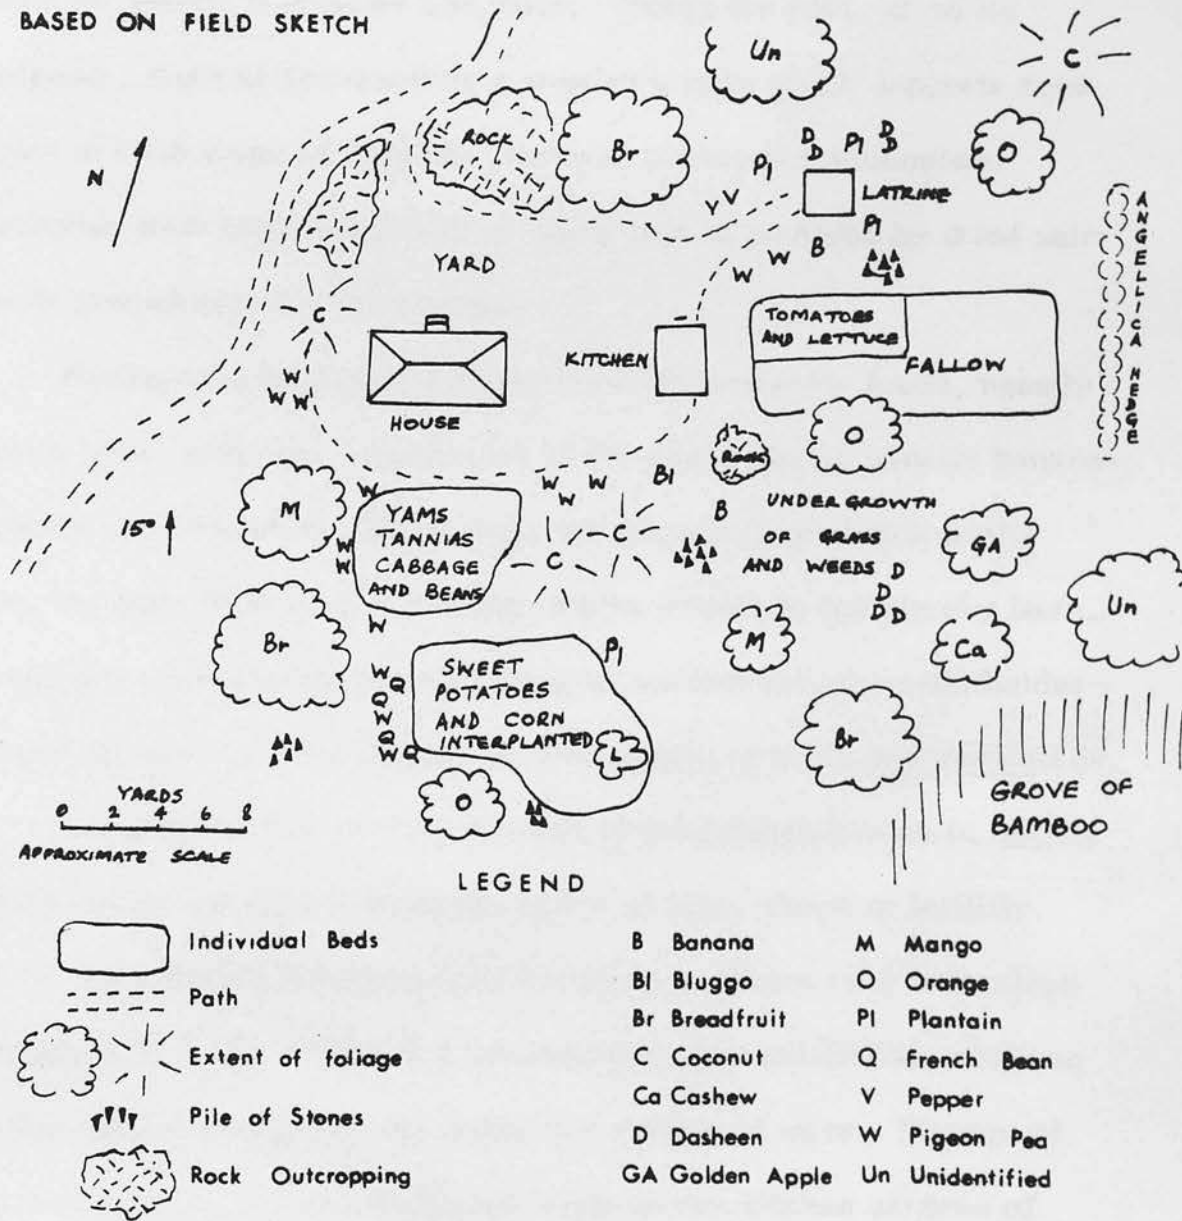 BASED ON FIELD SKETCH
Un
C
ROCK
Br
D
D
Pl
D
D
O
Pl
N
V V
LATRINE
ANGELLICA HEDGE
Pl
B
W
W
W
YARD
C
TOMATOES
AND LETTUCE
FALLOW
KITCHEN
W
W W
HOUSE
O
ROCK
Bl
W W W
W
W
M
YAMS
TANNIAS
CABBAGE
AND BEANS
B
UNDERGROWTH
OF GRASS
AND WEEDS
15°
C
C
GA
W
W
D
D
D D
Un
W
Br
M
Ca
Pl
SWEET
POTATOES
AND CORN
INTERPLANTED
W
Q
Q
W
Q
W Q
L
Br
O
GROVE OF
BAMBOO
YARDS
0 2 4 6 8
APPROXIMATE SCALE
LEGEND
Individual Beds
Path
Extent of foliage
Pile of Stones
Rock Outcropping
B Banana
Bl Bluggo
Br Breadfruit
C Coconut
Ca Cashew
D Dasheen
GA Golden Apple
M Mango
O Orange
Pl Plantain
Q French Bean
V Pepper
W Pigeon Pea
Un Unidentified